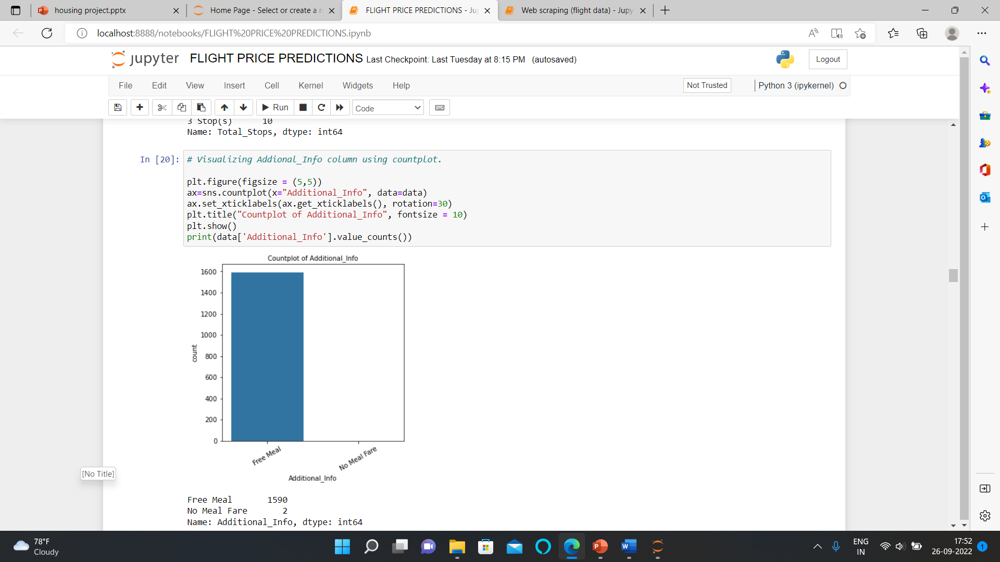 housing project.pptx
Home Page - Select or create a n
FLIGHT PRICE PREDICTIONS - Ju
Web scraping (flight data) - Jupy
localhost:8888/notebooks/FLIGHT%20PRICE%20PREDICTIONS.ipynb
jupyter FLIGHT PRICE PREDICTIONS Last Checkpoint: Last Tuesday at 8:15 PM (autosaved)
Logout
File Edit View Insert Cell Kernel Widgets Help
Not Trusted
Python 3 (ipykernel)
Run
Code
3 Stop(s) 10
Name: Total_Stops, dtype: int64
In [20]:
# Visualizing Addional_Info column using countplot.
plt.figure(figsize = (5,5))
ax=sns.countplot(x="Additional_Info", data=data)
ax.set_xticklabels(ax.get_xticklabels(), rotation=30)
plt.title("Countplot of Additional_Info", fontsize = 10)
plt.show()
print(data['Additional_Info'].value_counts())
Countplot of Additional_Info
1600
1400
1200
1000
800
600
400
200
0
count
Free Meal
No Meal Fare
Additional_Info
[No Title]
Free Meal 1590
No Meal Fare 2
Name: Additional_Info, dtype: int64
78°F
Cloudy
ENG
IN
17:52
26-09-2022
1